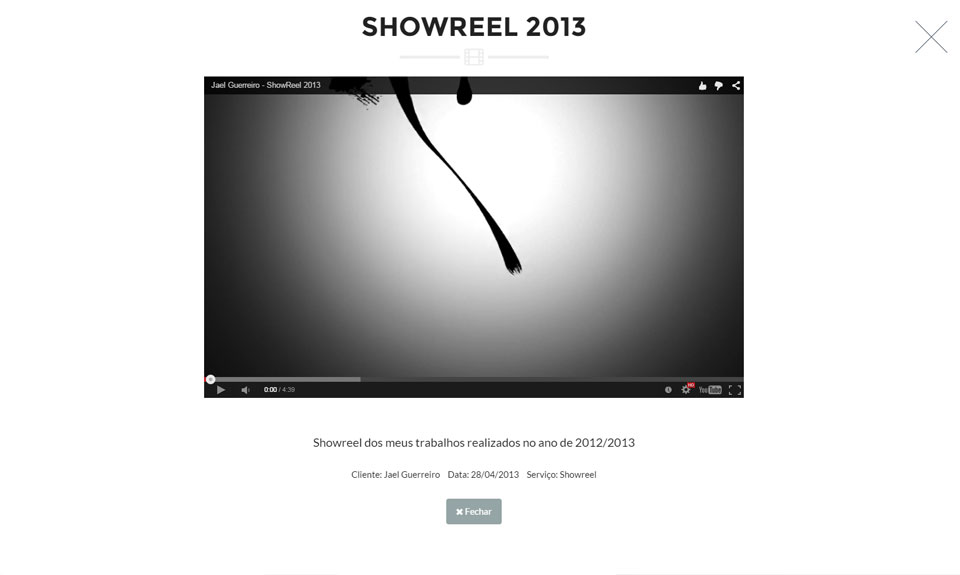 SHOWREEL 2013
Jael Guerreiro - ShowReel 2013
0:00 / 4:39
HD
YouTube
Showreel dos meus trabalhos realizados no ano de 2012/2013
Cliente: Jael Guerreiro Data: 28/04/2013 Serviço: Showreel
Fechar